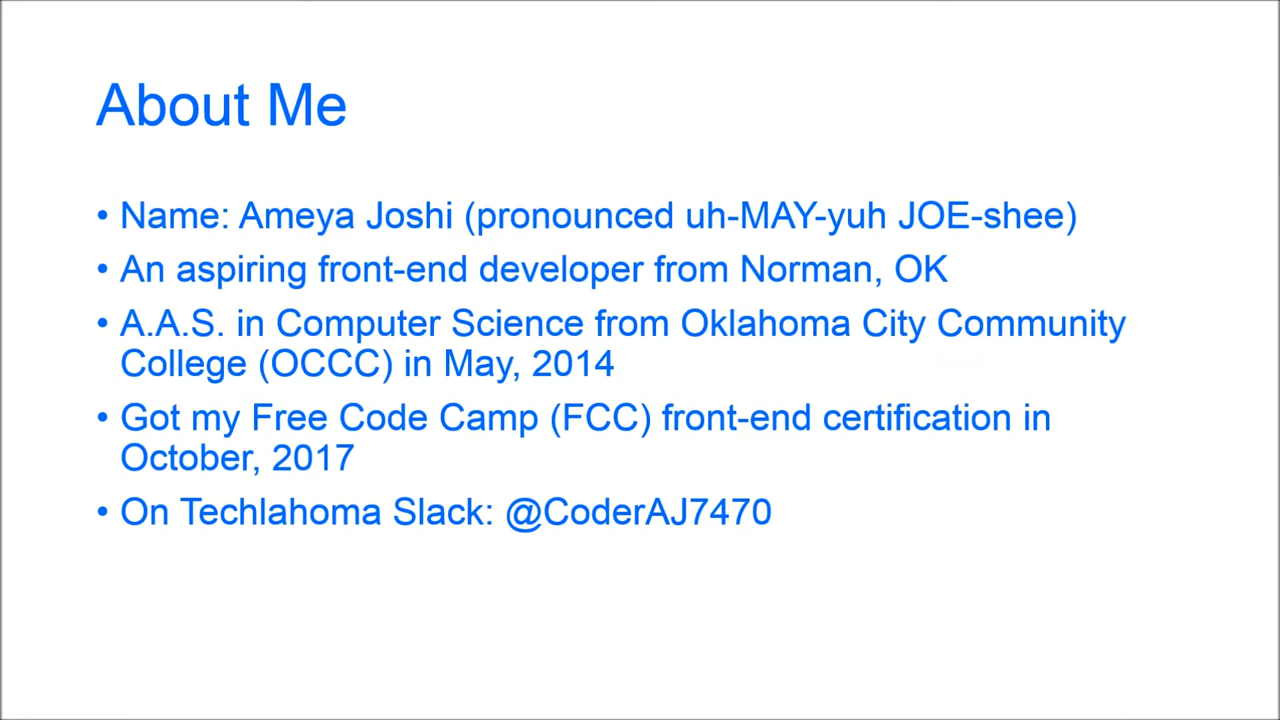 About Me
• Name: Ameya Joshi (pronounced uh-MAY-yuh JOE-shee)
• An aspiring front-end developer from Norman, OK
• A.A.S. in Computer Science from Oklahoma City Community
College (OCCC) in May, 2014
• Got my Free Code Camp (FCC) front-end certification in
October, 2017
• On Techlahoma Slack: @CoderAJ7470